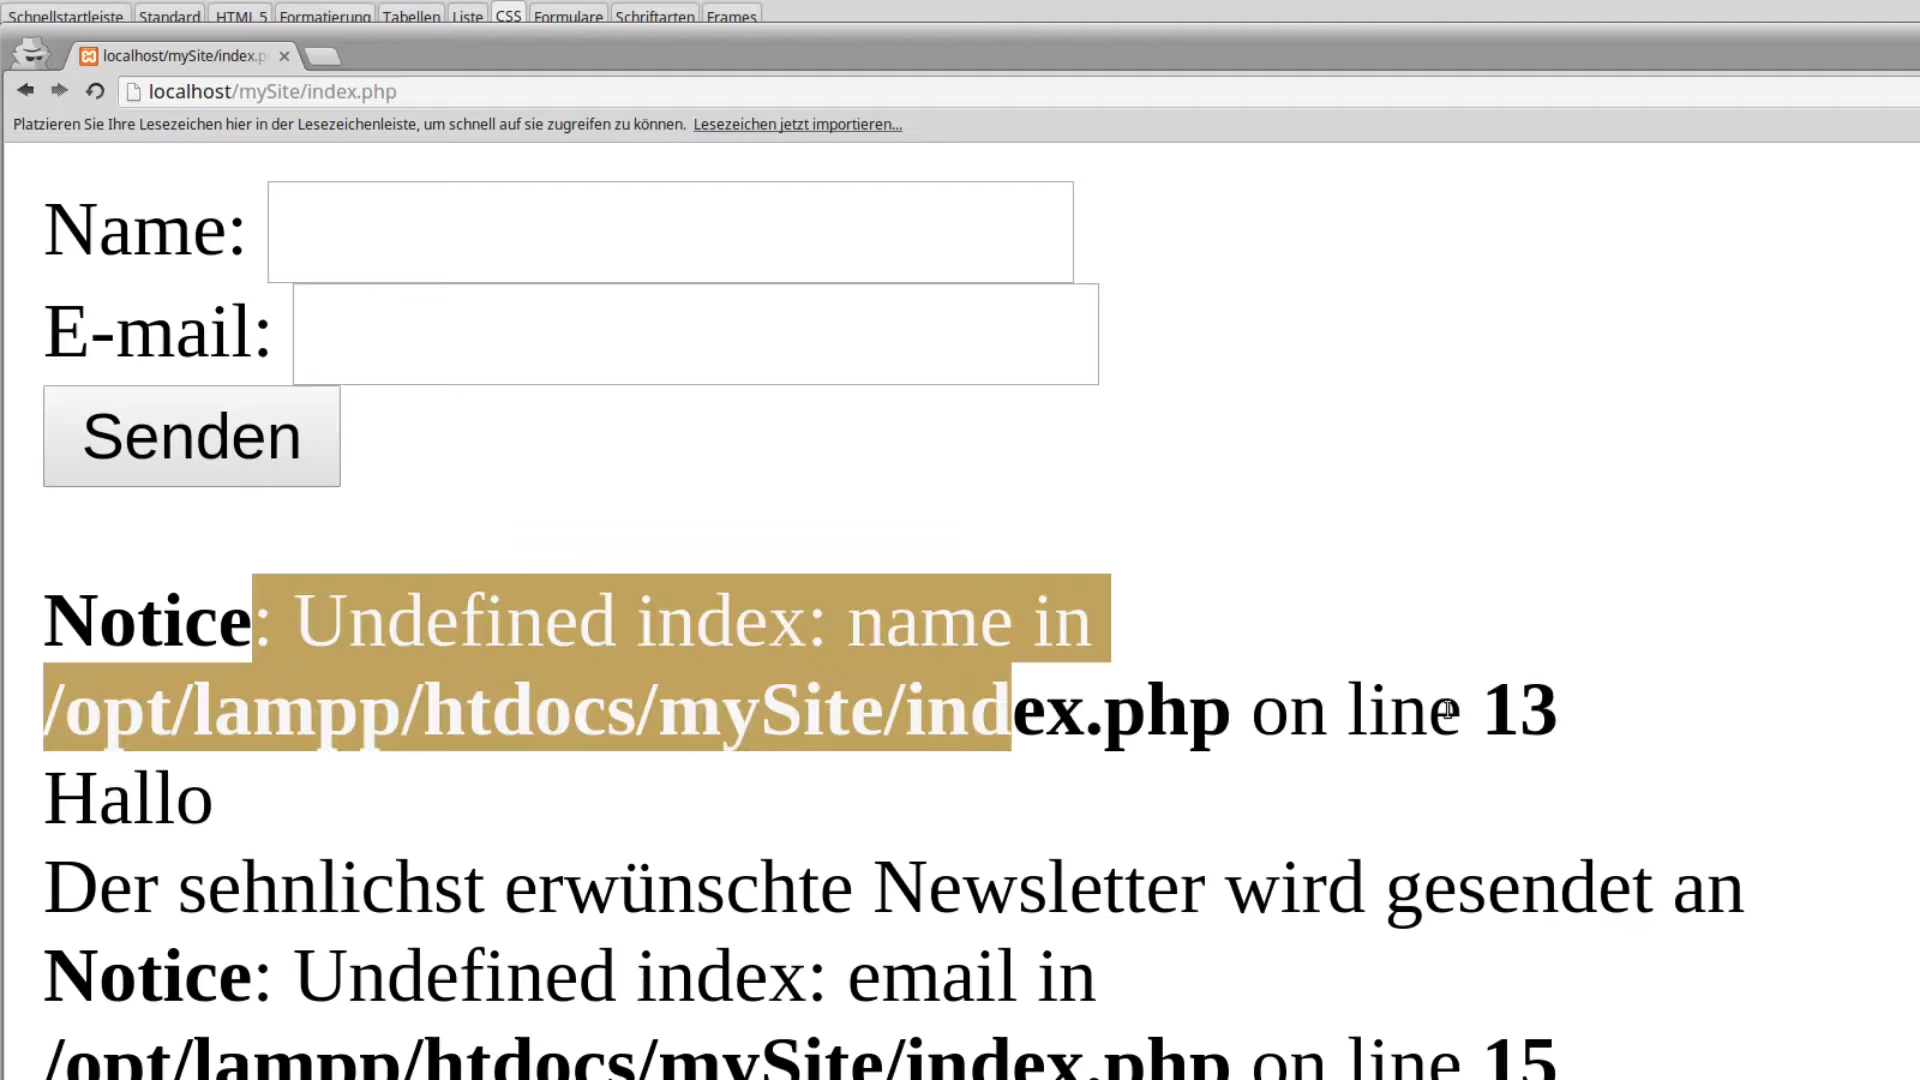 Schnellstartleiste Standard HTML 5 Formatierung Tabellen Liste CSS Formulare Schriftarten Frames
localhost/mySite/index.p
localhost/mySite/index.php
Platzieren Sie Ihre Lesezeichen hier in der Lesezeichenleiste, um schnell auf sie zugreifen zu können. Lesezeichen jetzt importieren...
Name:
E-mail:
Senden
Notice: Undefined index: name in
/opt/lampp/htdocs/mySite/index.php on line 13
Hallo
Der sehnlichst erwünschte Newsletter wird gesendet an
Notice: Undefined index: email in
/opt/lampp/htdocs/mySite/index.php on line 15